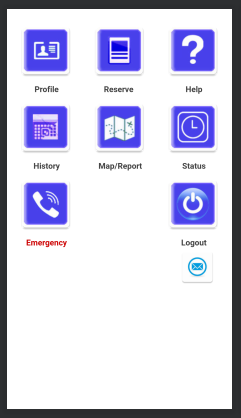 Profile
Reserve
Help
History
Map/Report
Status
Emergency
Logout